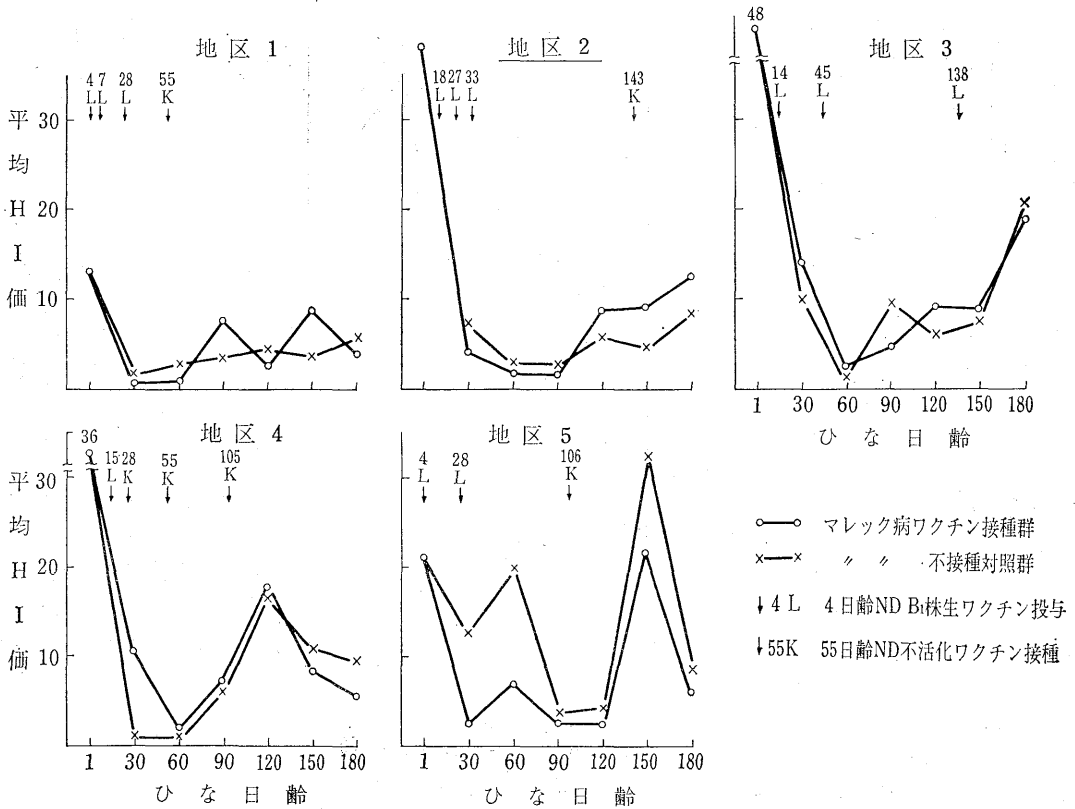 地区 1
4 7 28 55
L L L K
30
20
10
平均HI価
地区 2
18 27 33 143
L L L K
地区 3
48
14 45 138
L L L
1 30 60 90 120 150 180
ひな日齢
地区 4
36
15 28 55 105
L K K K
30
20
10
平均HI価
1 30 60 90 120 150 180
ひな日齢
地区 5
4 28 106
L L K
1 30 60 90 120 150 180
ひな日齢
マレック病ワクチン接種群
〃 〃 不接種対照群
↓4 L 4日齢ND B1株生ワクチン投与
↓55K 55日齢ND不活化ワクチン接種